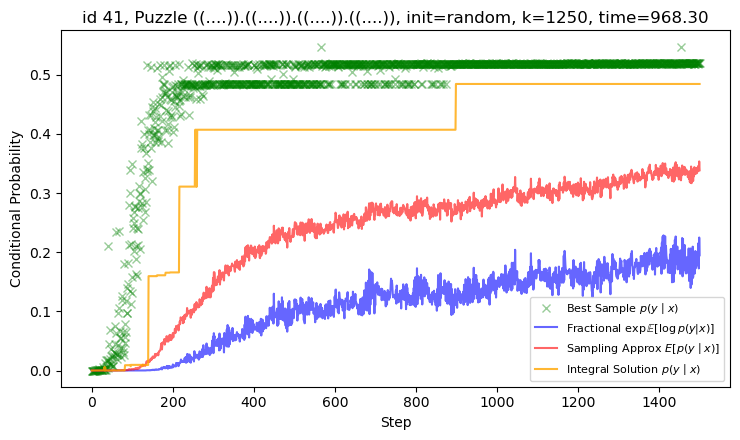 id 41, Puzzle ((....)).((....)).((....)).((....)), init=random, k=1250, time=968.30
Conditional Probability
0.5
0.4
0.3
0.2
0.1
0.0
Best Sample p(y | x)
Fractional exp𝔼[log p(y|x)]
Sampling Approx E[p(y | x)]
Integral Solution p(y | x)
0 200 400 600 800 1000 1200 1400
Step